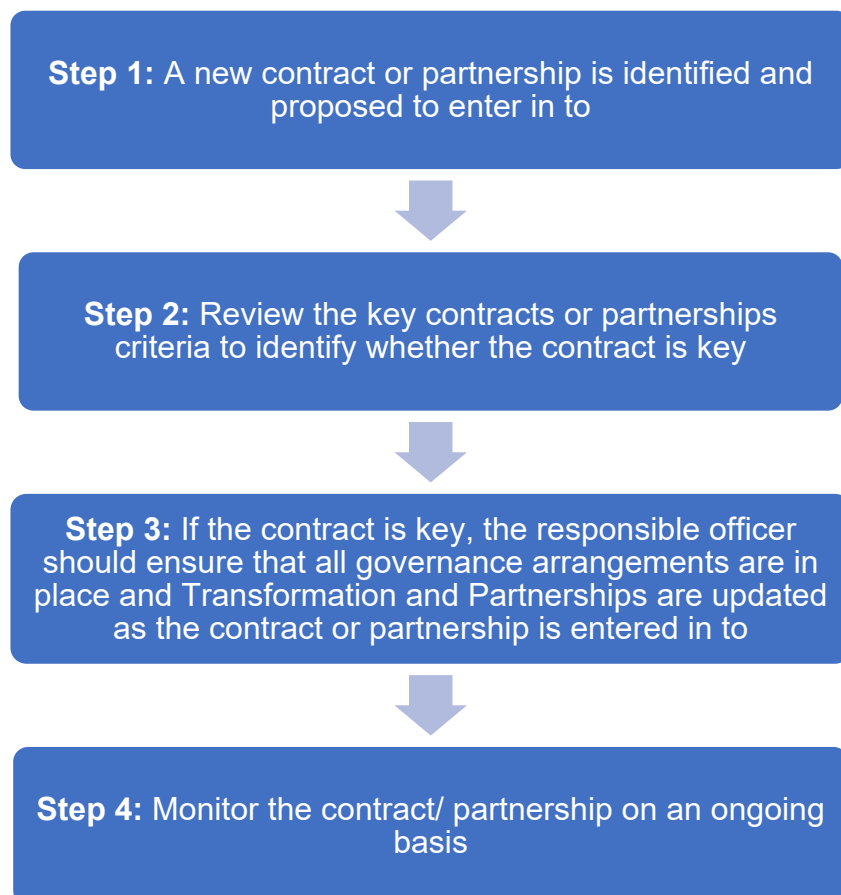 Step 1: A new contract or partnership is identified and
proposed to enter in to
Step 2: Review the key contracts or partnerships
criteria to identify whether the contract is key
Step 3: If the contract is key, the responsible officer
should ensure that all governance arrangements are in
place and Transformation and Partnerships are updated
as the contract or partnership is entered in to
Step 4: Monitor the contract/ partnership on an ongoing
basis